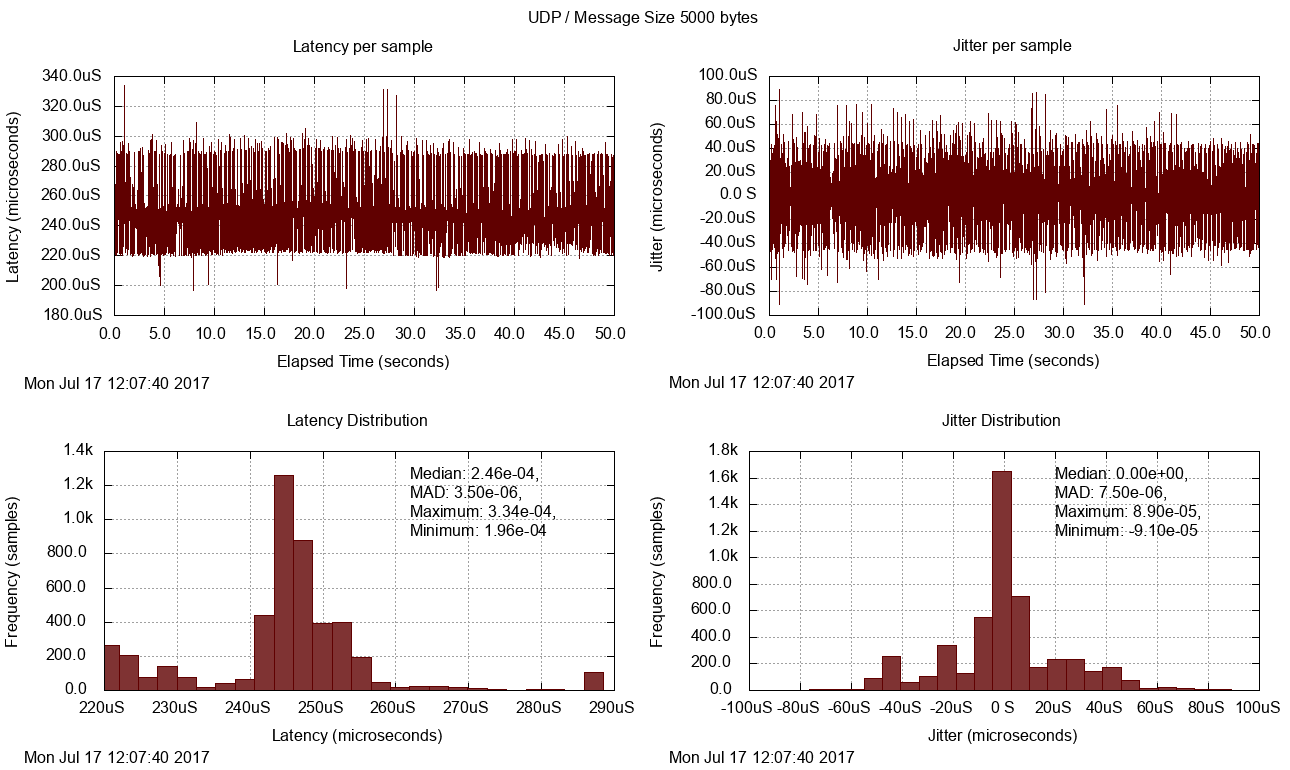 UDP / Message Size 5000 bytes
Latency per sample
340.0uS
320.0uS
300.0uS
280.0uS
260.0uS
240.0uS
220.0uS
200.0uS
180.0uS
Latency (microseconds)
0.0 5.0 10.0 15.0 20.0 25.0 30.0 35.0 40.0 45.0 50.0
Elapsed Time (seconds)
Mon Jul 17 12:07:40 2017
Jitter per sample
100.0uS
80.0uS
60.0uS
40.0uS
20.0uS
0.0 S
-20.0uS
-40.0uS
-60.0uS
-80.0uS
-100.0uS
Jitter (microseconds)
0.0 5.0 10.0 15.0 20.0 25.0 30.0 35.0 40.0 45.0 50.0
Elapsed Time (seconds)
Mon Jul 17 12:07:40 2017
Latency Distribution
1.4k
1.2k
1.0k
800.0
600.0
400.0
200.0
0.0
Frequency (samples)
Median: 2.46e-04,
MAD: 3.50e-06,
Maximum: 3.34e-04,
Minimum: 1.96e-04
220uS 230uS 240uS 250uS 260uS 270uS 280uS 290uS
Latency (microseconds)
Mon Jul 17 12:07:40 2017
Jitter Distribution
1.8k
1.6k
1.4k
1.2k
1.0k
800.0
600.0
400.0
200.0
0.0
Frequency (samples)
Median: 0.00e+00,
MAD: 7.50e-06,
Maximum: 8.90e-05,
Minimum: -9.10e-05
-100uS -80uS -60uS -40uS -20uS 0 S 20uS 40uS 60uS 80uS 100uS
Jitter (microseconds)
Mon Jul 17 12:07:40 2017